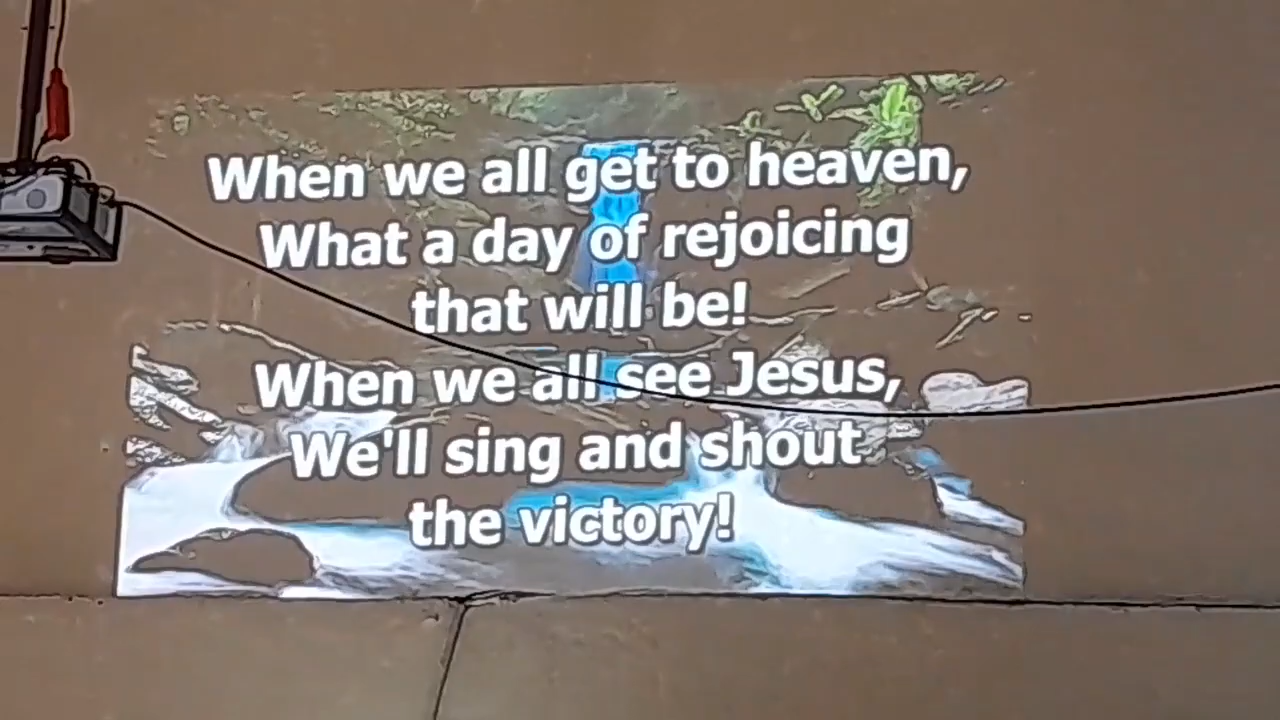 When we all get to heaven,
What a day of rejoicing
that will be!
When we all see Jesus,
We'll sing and shout
the victory!